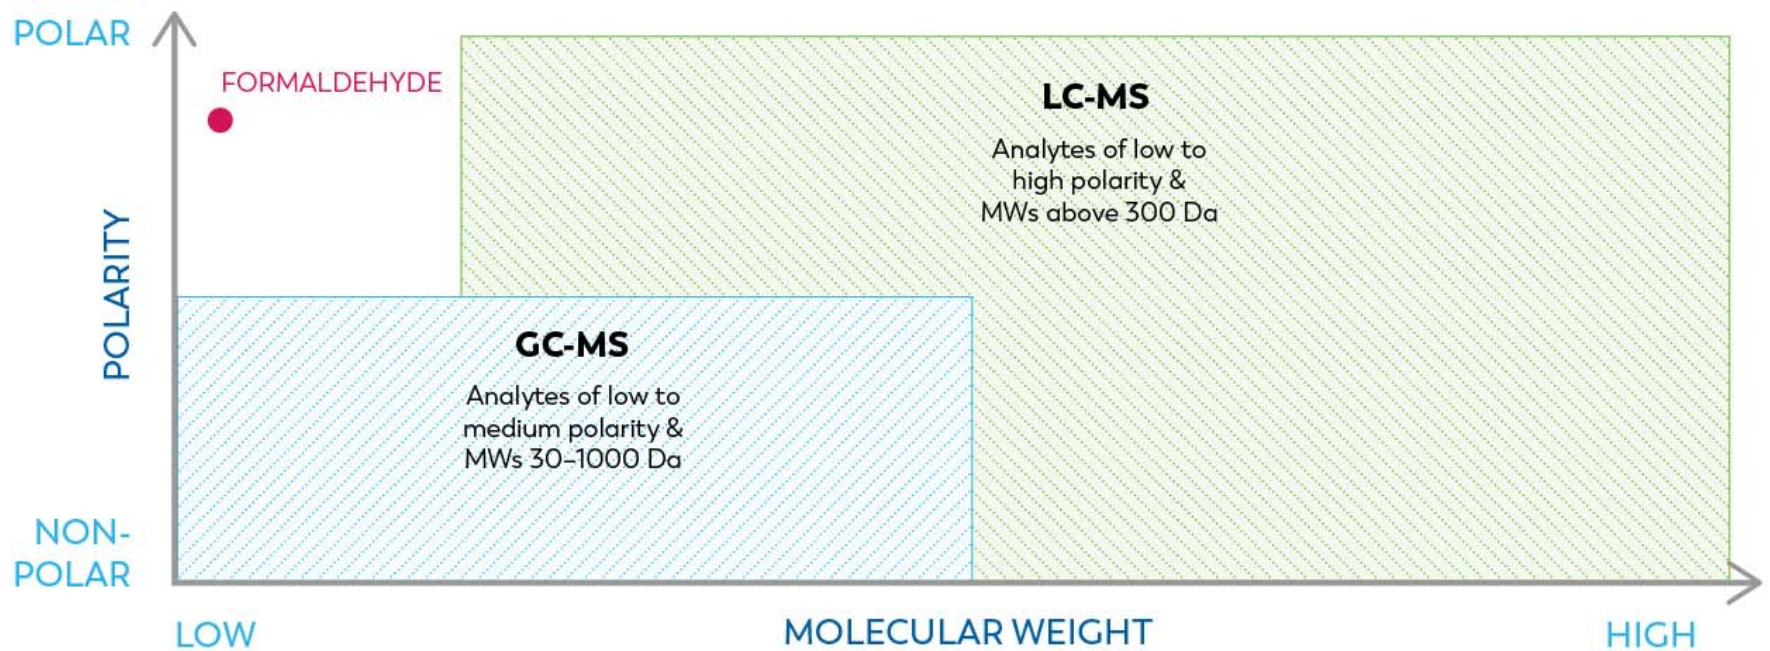 POLAR
FORMALDEHYDE
LC-MS
Analytes of low to
high polarity &
MWs above 300 Da
POLARITY
GC-MS
Analytes of low to
medium polarity &
MWs 30–1000 Da
NON-
POLAR
LOW
MOLECULAR WEIGHT
HIGH